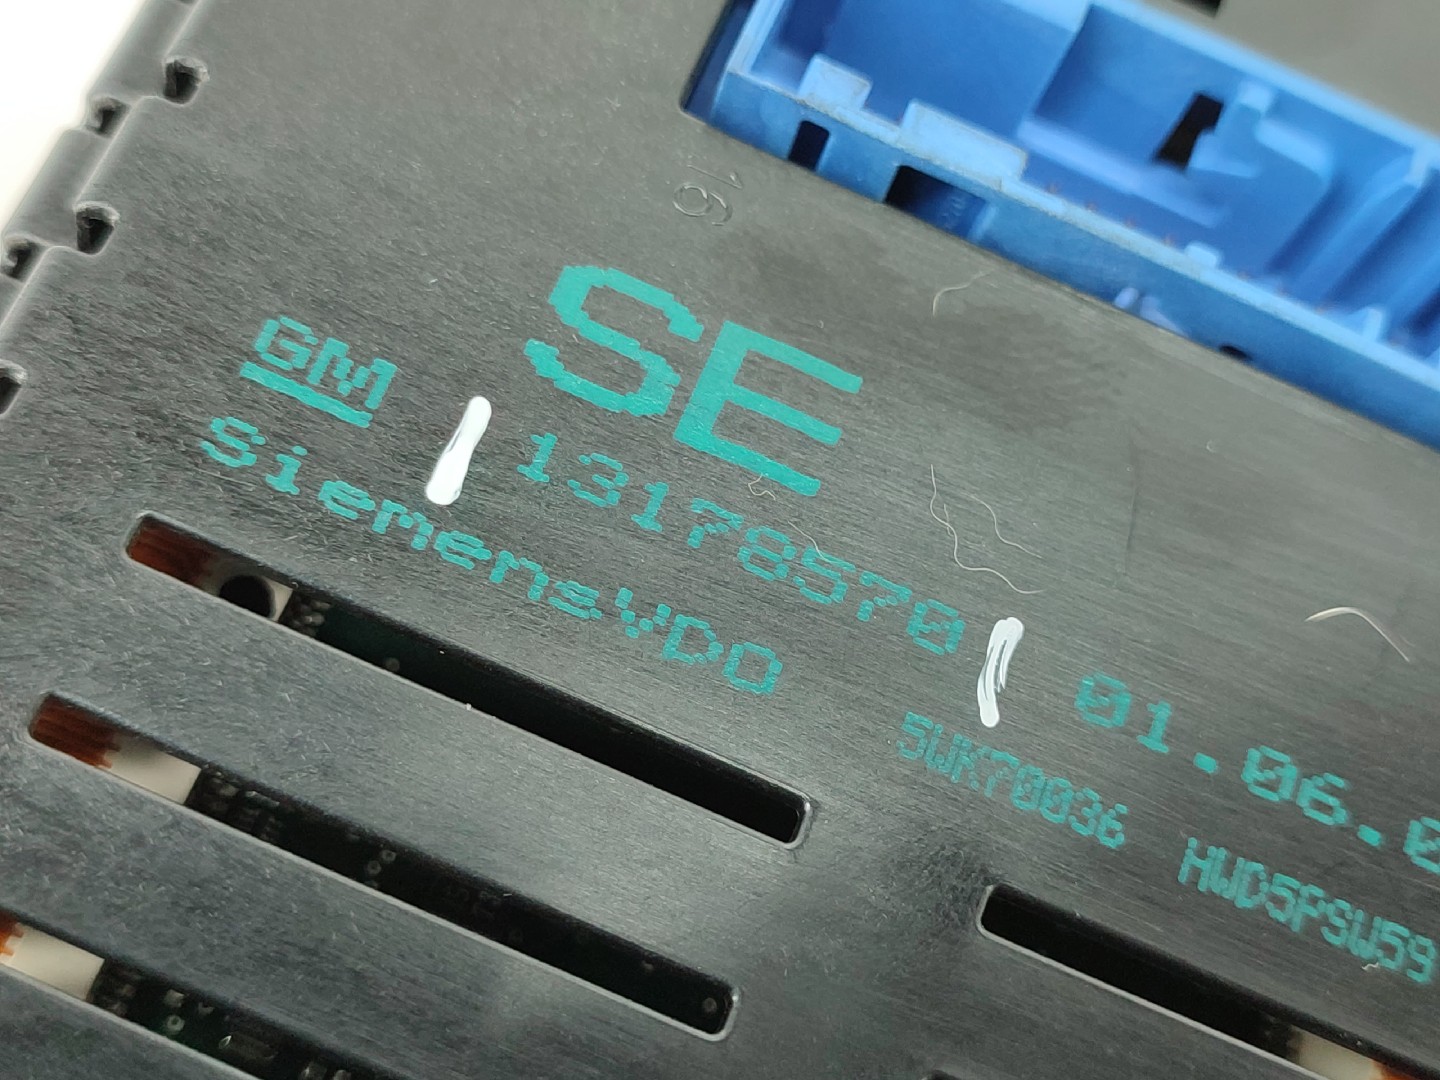 16
SE
GM
13178570 01.06.0
SiemensVDO
5WK70036 HWD5PSW59